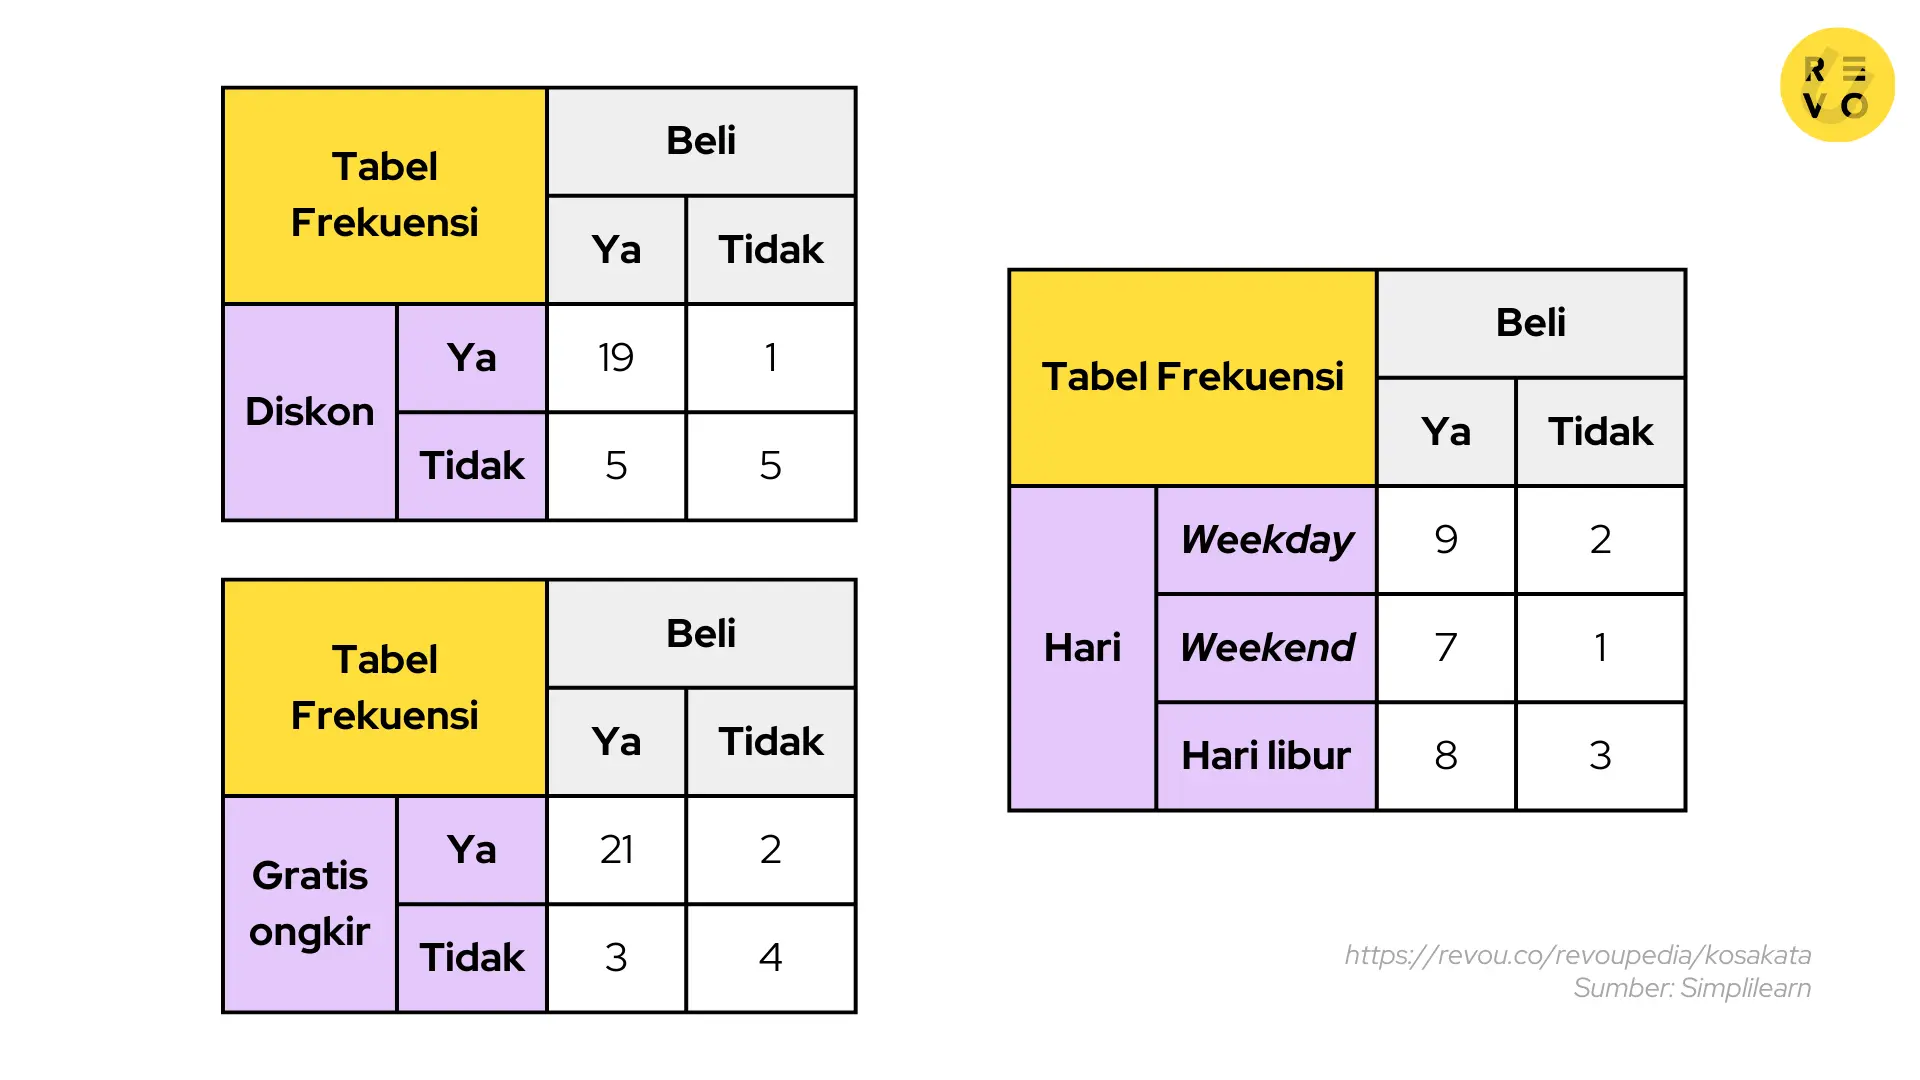 R E
V O
Tabel
Frekuensi
Beli
Ya Tidak
Diskon
Ya 19 1
Tidak 5 5
Tabel
Frekuensi
Beli
Ya Tidak
Gratis
ongkir
Ya 21 2
Tidak 3 4
Tabel Frekuensi
Beli
Ya Tidak
Hari
Weekday 9 2
Weekend 7 1
Hari libur 8 3
https://revou.co/revoupedia/kosakata
Sumber: Simplilearn